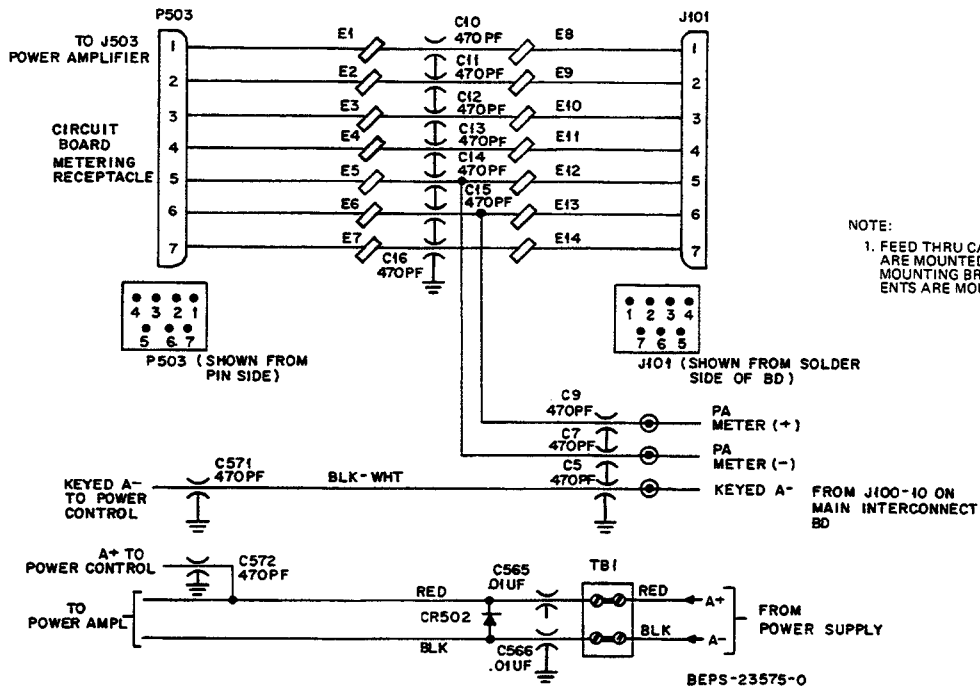 P503
J101
TO J503
POWER AMPLIFIER
CIRCUIT
BOARD
METERING
RECEPTACLE
1
2
3
4
5
6
7
E1
E2
E3
E4
E5
E6
E7
C10
470PF
C11
470PF
C12
470PF
C13
470PF
C14
470PF
C15
470PF
C16
470PF
E8
E9
E10
E11
E12
E13
E14
1
2
3
4
5
6
7
NOTE:
1. FEED THRU CA
ARE MOUNTED
MOUNTING BR
ENTS ARE MOU
4 3 2 1
5 6 7
P503 (SHOWN FROM
PIN SIDE)
1 2 3 4
7 6 5
J101 (SHOWN FROM SOLDER
SIDE OF BD)
C9
470PF
PA
METER (+)
C7
470PF
PA
METER (-)
C5
470PF
KEYED A-
FROM J100-10 ON
MAIN INTERCONNECT
BD
KEYED A-
TO POWER
CONTROL
C571
470PF
BLK-WHT
A+ TO
POWER CONTROL
C572
470PF
TO
POWER AMPL
RED
CR502
BLK
C565
.01UF
C566
.01UF
TB1
RED
BLK
A+
A-
FROM
POWER SUPPLY
BEPS-23575-O